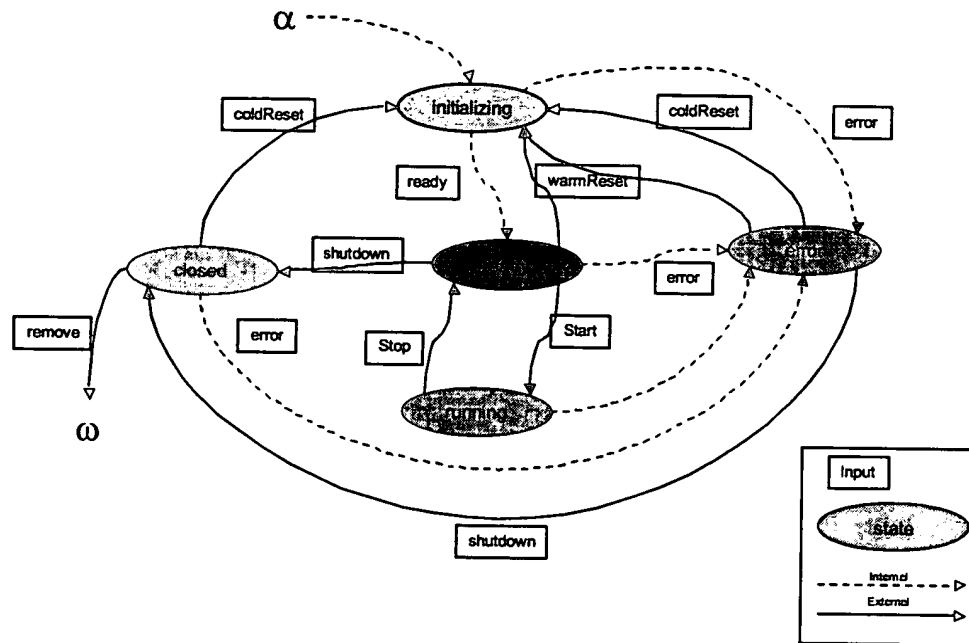 α
initializing
coldReset
coldReset
error
ready
warmReset
closed
shutdown
error
error
remove
error
Stop
Start
running
ω
shutdown
Input
state
Internal
External